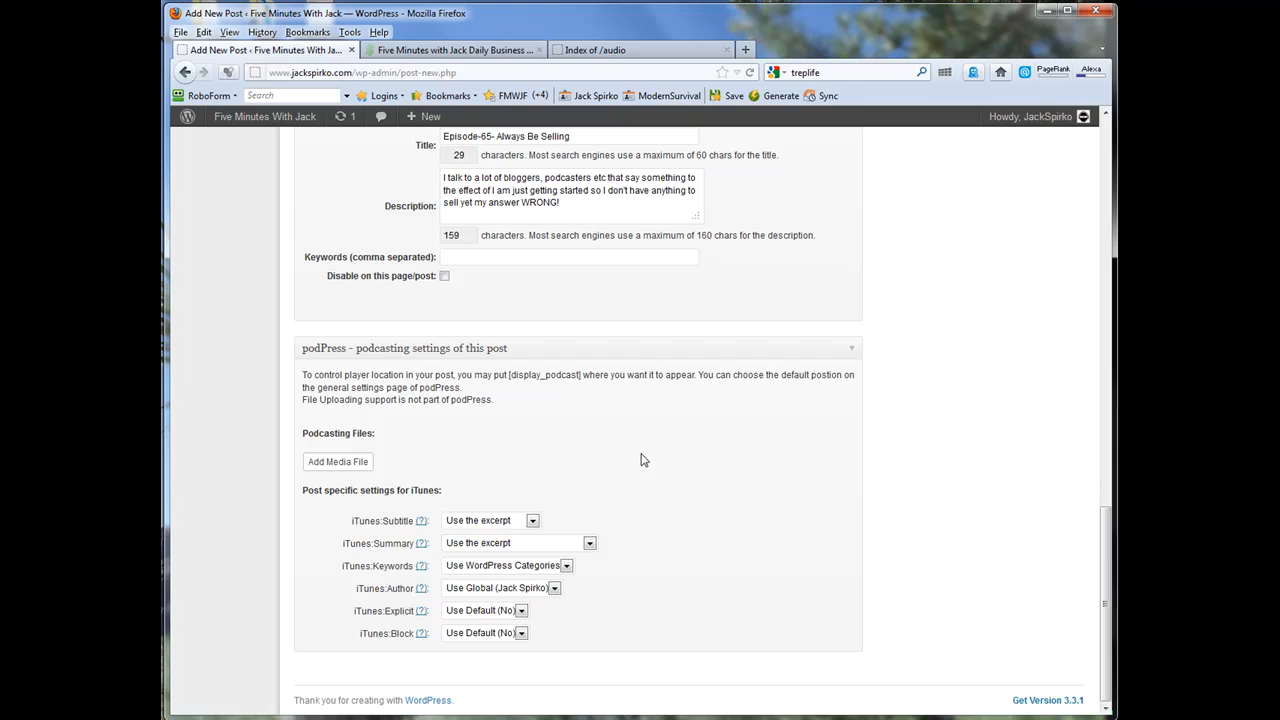 Add New Post ‹ Five Minutes With Jack — WordPress - Mozilla Firefox
File Edit View History Bookmarks Tools Help
Add New Post ‹ Five Minutes With Ja... × Five Minutes with Jack Daily Business ... × Index of /audio × +
www.jackspirko.com/wp-admin/post-new.php treplife PageRank Alexa
RoboForm Search Logins Bookmarks FMWJF (+4) Jack Spirko ModernSurvival Save Generate Sync
Five Minutes With Jack 1 + New Howdy, JackSpirko
Title: Episode-65- Always Be Selling
29 characters. Most search engines use a maximum of 60 chars for the title.
I talk to a lot of bloggers, podcasters etc that say something to
the effect of I am just getting started so I don't have anything to
Description: sell yet my answer WRONG!
159 characters. Most search engines use a maximum of 160 chars for the description.
Keywords (comma separated):
Disable on this page/post:
podPress - podcasting settings of this post
To control player location in your post, you may put [display_podcast] where you want it to appear. You can choose the default postion on
the general settings page of podPress.
File Uploading support is not part of podPress.
Podcasting Files:
Add Media File
Post specific settings for iTunes:
iTunes:Subtitle (?): Use the excerpt
iTunes:Summary (?): Use the excerpt
iTunes:Keywords (?): Use WordPress Categories
iTunes:Author (?): Use Global (Jack Spirko)
iTunes:Explicit (?): Use Default (No)
iTunes:Block (?): Use Default (No)
Thank you for creating with WordPress. Get Version 3.3.1